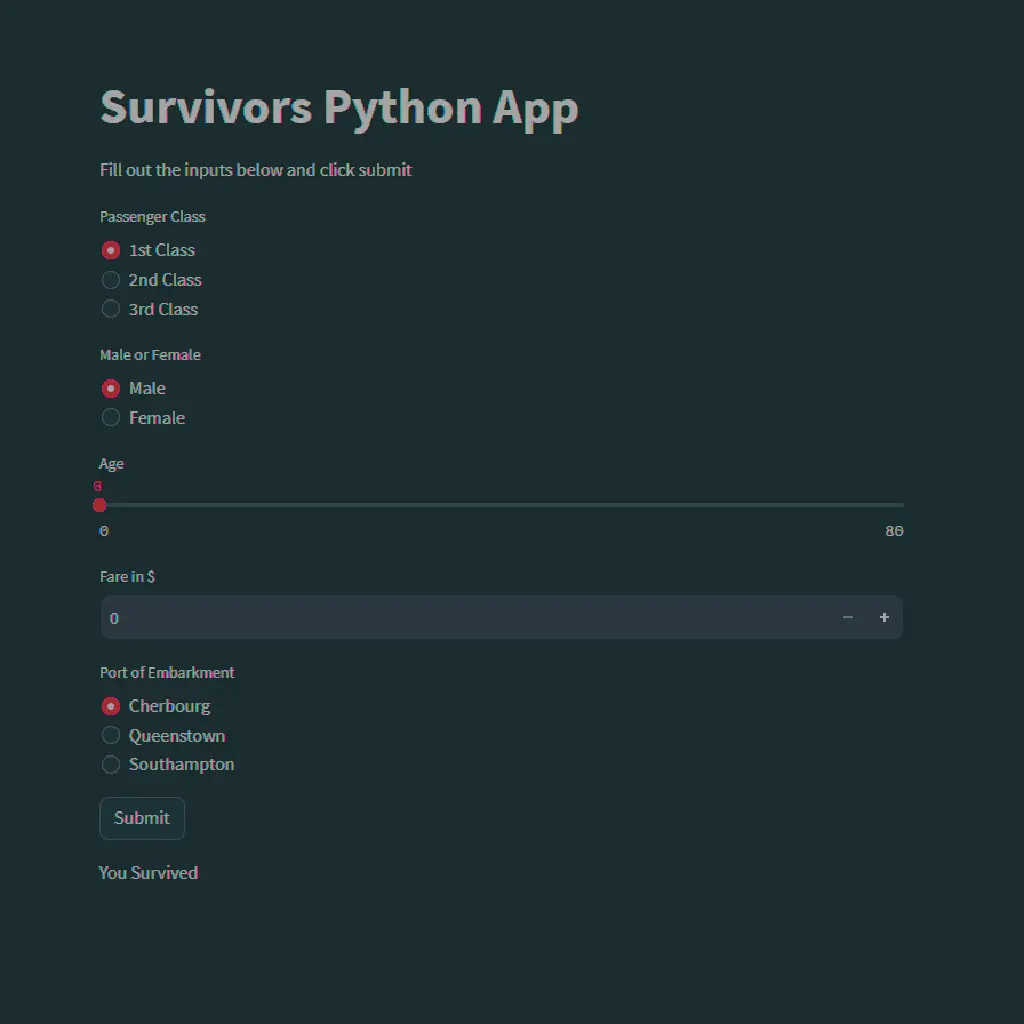 Survivors Python App
Fill out the inputs below and click submit
Passenger Class
1st Class
2nd Class
3rd Class
Male or Female
Male
Female
Age
0 80
Fare in $
0 − +
Port of Embarkment
Cherbourg
Queenstown
Southampton
Submit
You Survived